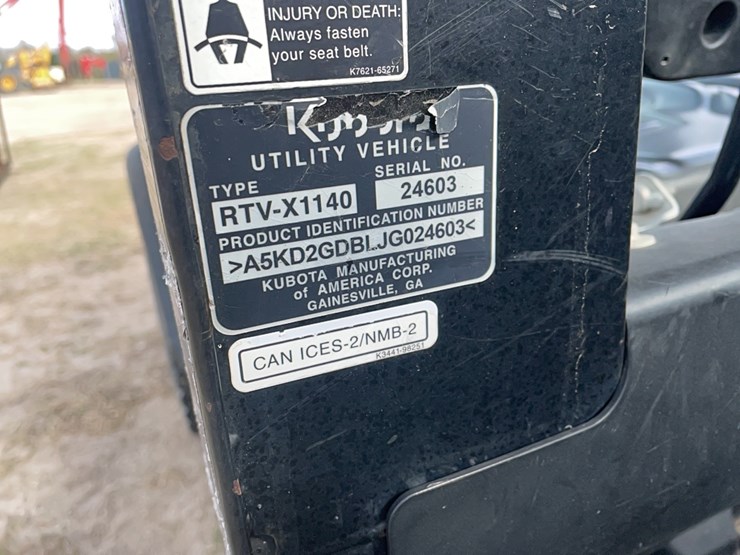 INJURY OR DEATH:
Always fasten
your seat belt.
K7621-65271
UTILITY VEHICLE
TYPE
SERIAL NO.
RTV-X1140
24603
PRODUCT IDENTIFICATION NUMBER
>A5KD2GDBLJG024603<
KUBOTA MANUFACTURING
of AMERICA CORP.
GAINESVILLE, GA
CAN ICES-2/NMB-2
K3441-98251